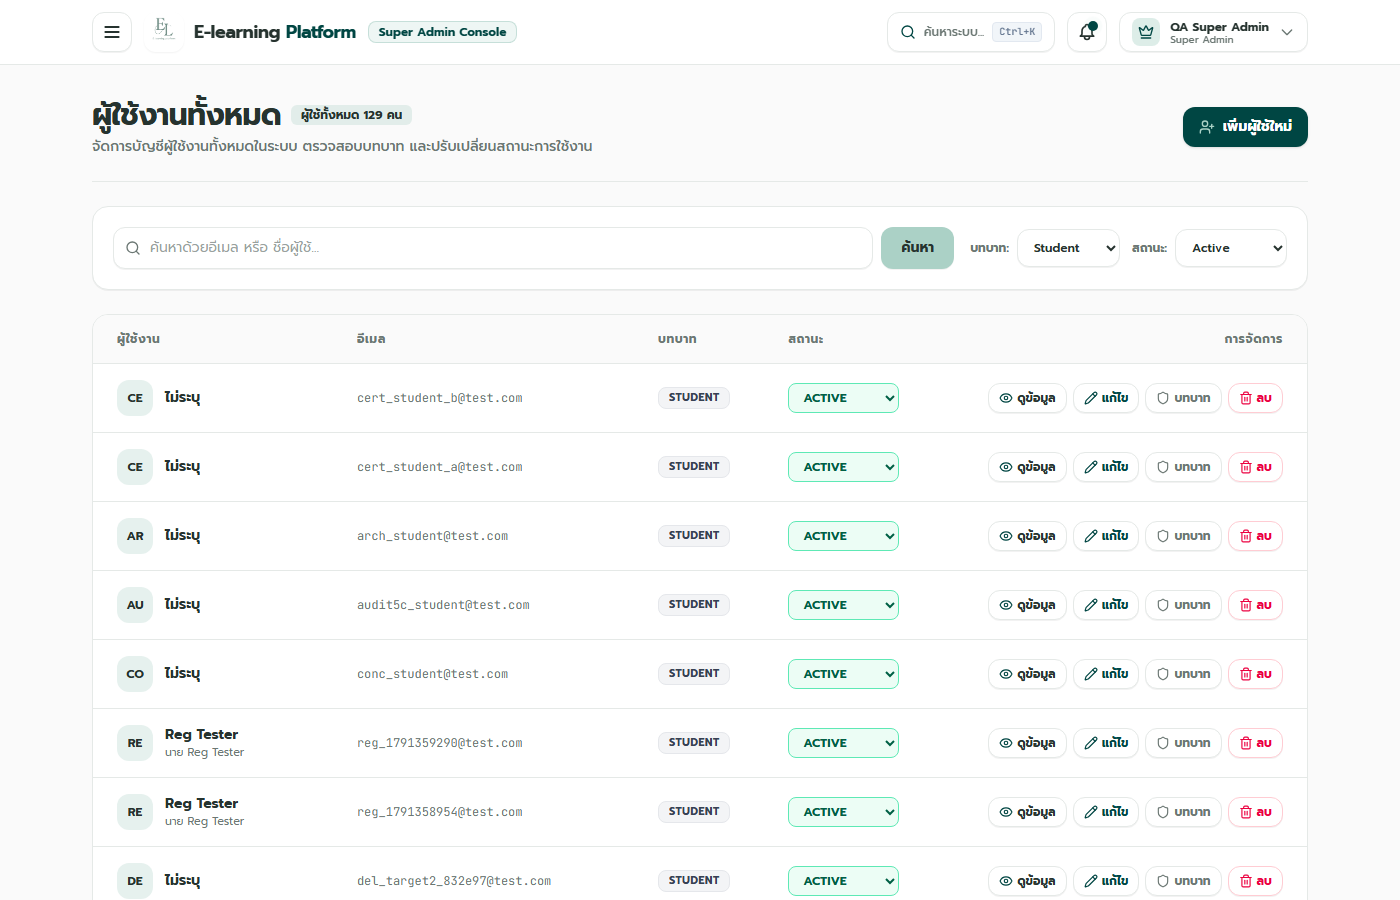 EL
E-learning Platform
Super Admin Console
ค้นหาระบบ...
Ctrl+K
QA Super Admin
Super Admin
ผู้ใช้งานทั้งหมด
ผู้ใช้ทั้งหมด 129 คน
จัดการบัญชีผู้ใช้งานทั้งหมดในระบบ ตรวจสอบบทบาท และปรับเปลี่ยนสถานะการใช้งาน
เพิ่มผู้ใช้ใหม่
ค้นหาด้วยอีเมล หรือ ชื่อผู้ใช้...
ค้นหา
บทบาท:
Student
สถานะ:
Active
ผู้ใช้งาน อีเมล บทบาท สถานะ การจัดการ
CE ไม่ระบุ cert_student_b@test.com STUDENT ACTIVE ดูข้อมูล แก้ไข บทบาท ลบ
CE ไม่ระบุ cert_student_a@test.com STUDENT ACTIVE ดูข้อมูล แก้ไข บทบาท ลบ
AR ไม่ระบุ arch_student@test.com STUDENT ACTIVE ดูข้อมูล แก้ไข บทบาท ลบ
AU ไม่ระบุ audit5c_student@test.com STUDENT ACTIVE ดูข้อมูล แก้ไข บทบาท ลบ
CO ไม่ระบุ conc_student@test.com STUDENT ACTIVE ดูข้อมูล แก้ไข บทบาท ลบ
RE Reg Tester
นาย Reg Tester
reg_1791359290@test.com STUDENT ACTIVE ดูข้อมูล แก้ไข บทบาท ลบ
RE Reg Tester
นาย Reg Tester
reg_1791358954@test.com STUDENT ACTIVE ดูข้อมูล แก้ไข บทบาท ลบ
DE ไม่ระบุ del_target2_832e97@test.com STUDENT ACTIVE ดูข้อมูล แก้ไข บทบาท ลบ